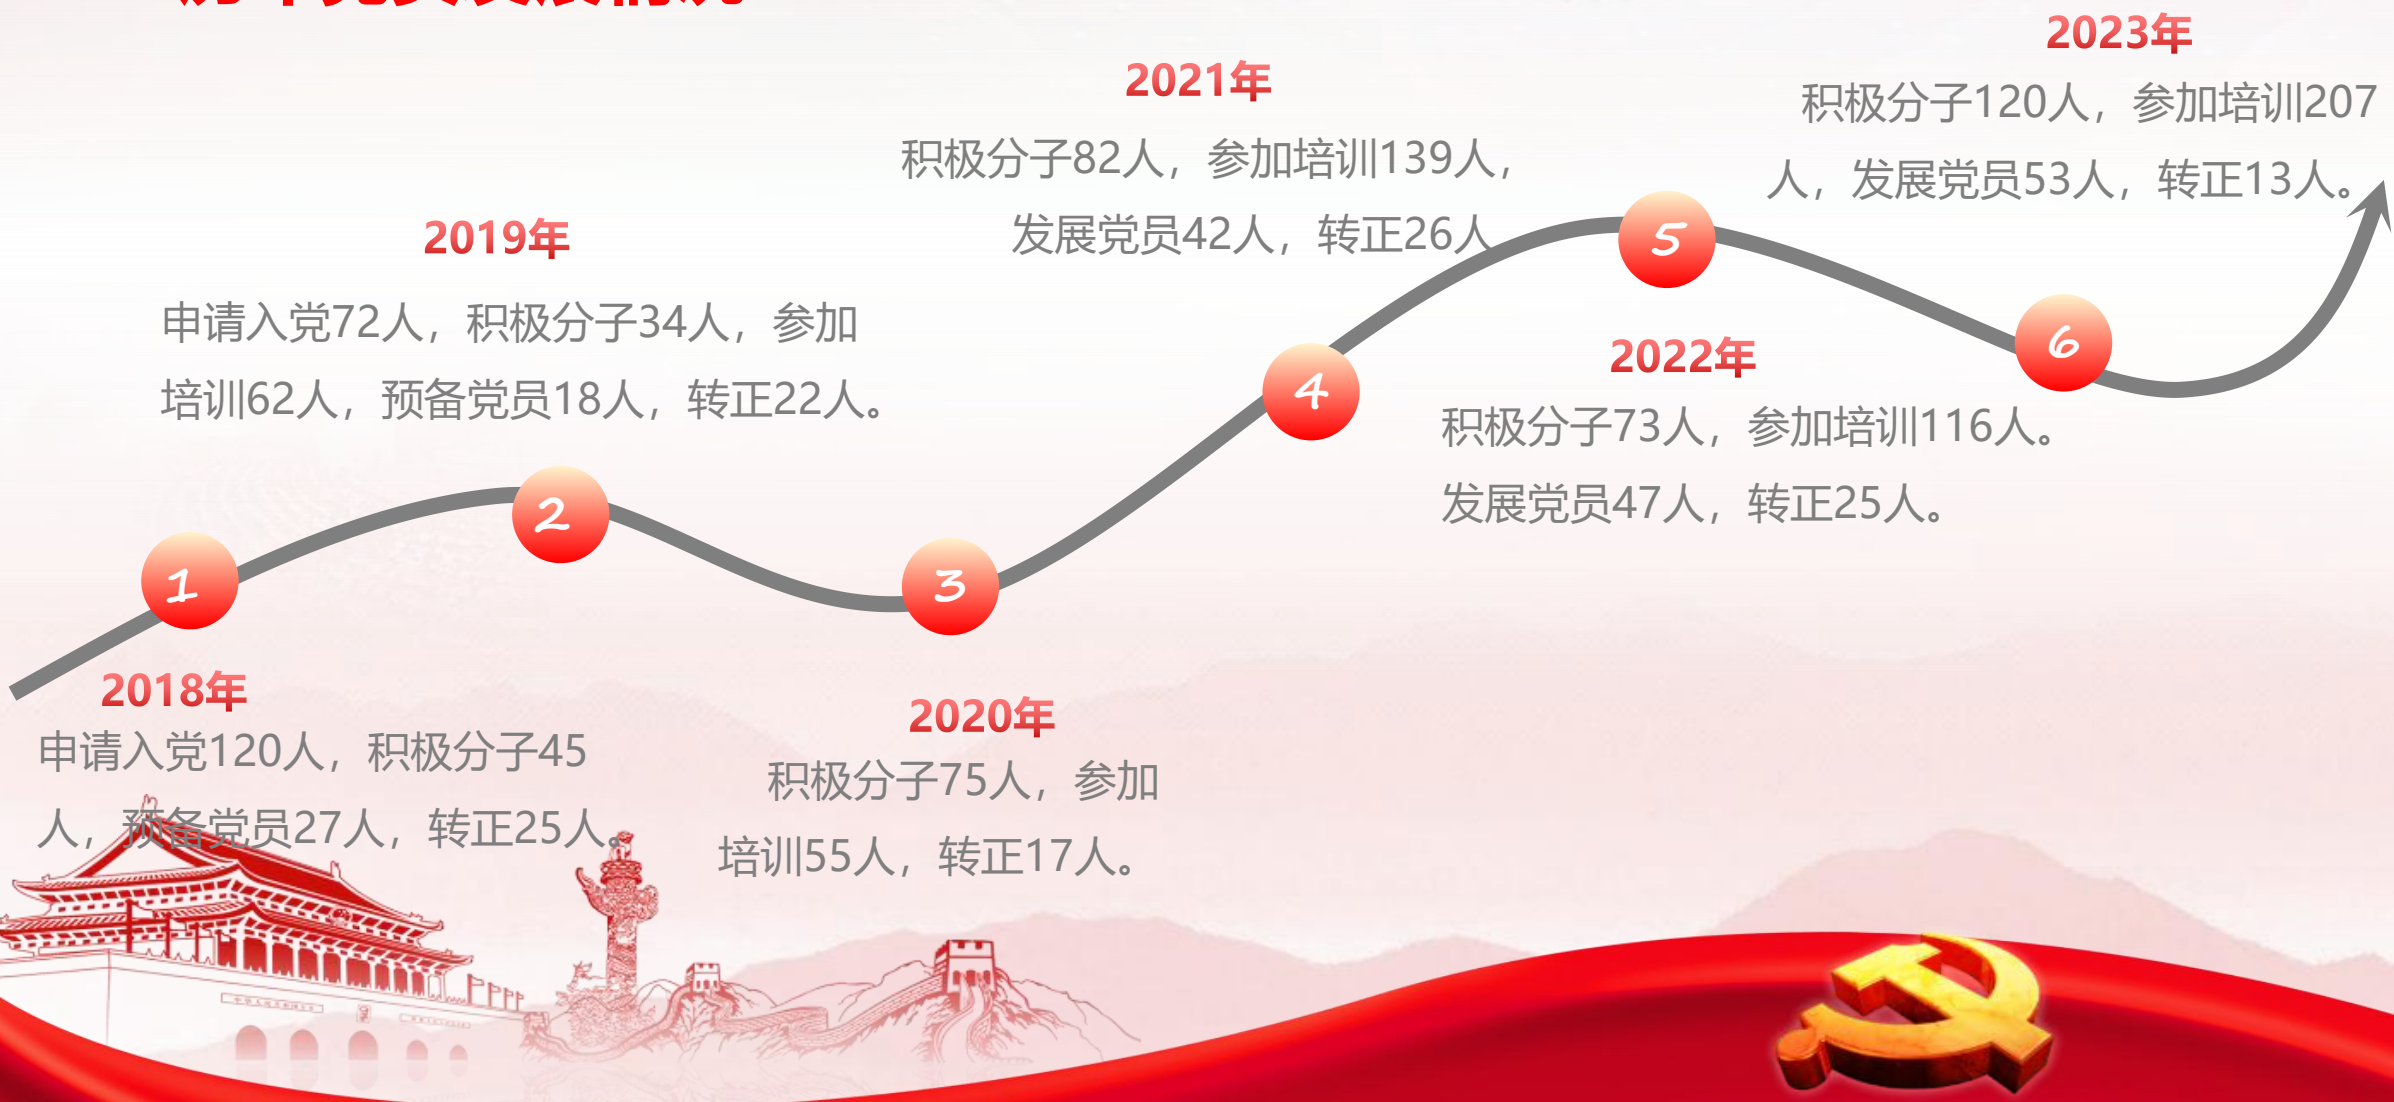 历年党员发展情况
2018年
申请入党120人，积极分子45
人，预备党员27人，转正25人。
2019年
申请入党72人，积极分子34人，参加
培训62人，预备党员18人，转正22人。
2020年
积极分子75人，参加
培训55人，转正17人。
2021年
积极分子82人，参加培训139人，
发展党员42人，转正26人
2022年
积极分子73人，参加培训116人。
发展党员47人，转正25人。
2023年
积极分子120人，参加培训207
人，发展党员53人，转正13人。
1
2
3
4
5
6